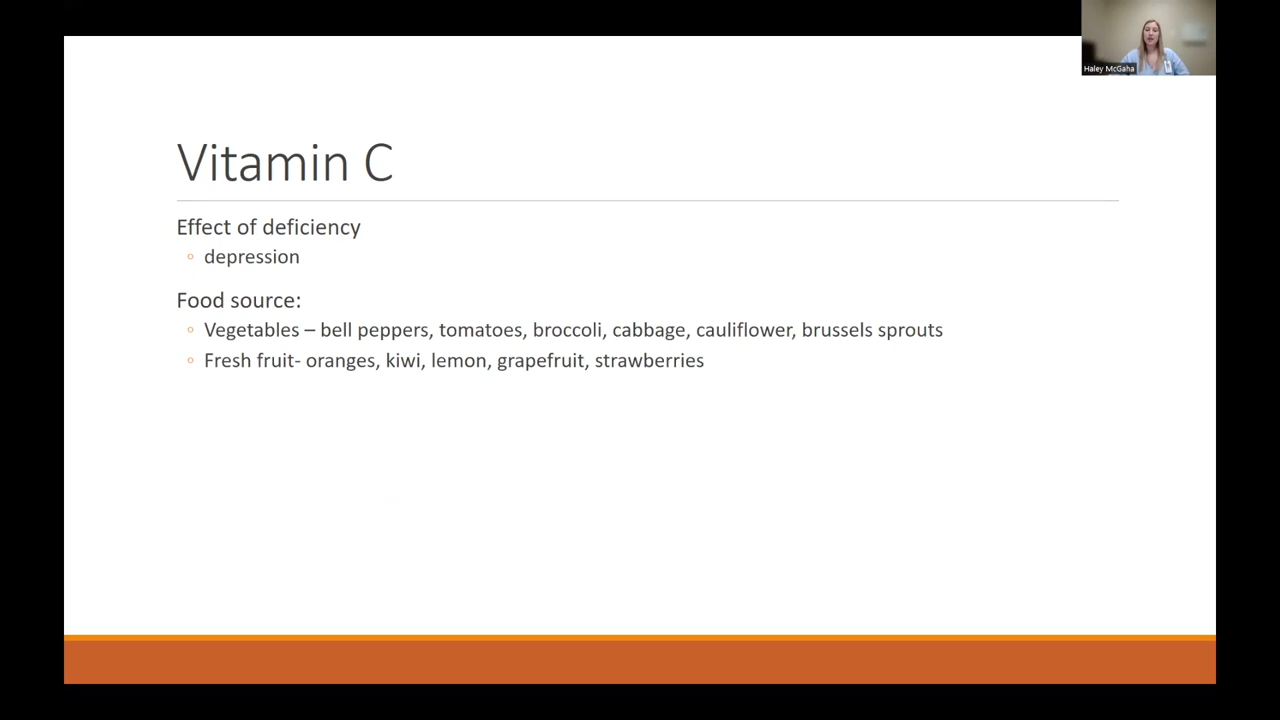 Haley McGaha
Vitamin C
Effect of deficiency
◦ depression
Food source:
◦ Vegetables – bell peppers, tomatoes, broccoli, cabbage, cauliflower, brussels sprouts
◦ Fresh fruit- oranges, kiwi, lemon, grapefruit, strawberries